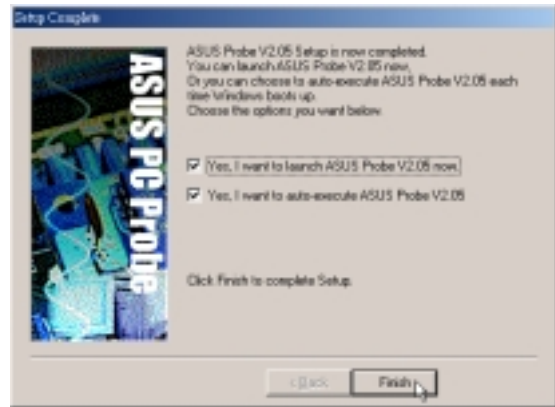 Setup Complete
ASUS PC Probe
ASUS Probe V2.05 Setup is now completed.
You can launch ASUS Probe V2.05 now,
Or you can choose to auto-execute ASUS Probe V2.05 each
time Windows boots up.
Choose the options you want below.
Yes, I want to launch ASUS Probe V2.05 now.
Yes, I want to auto-execute ASUS Probe V2.05
Click Finish to complete Setup.
< Back
Finish